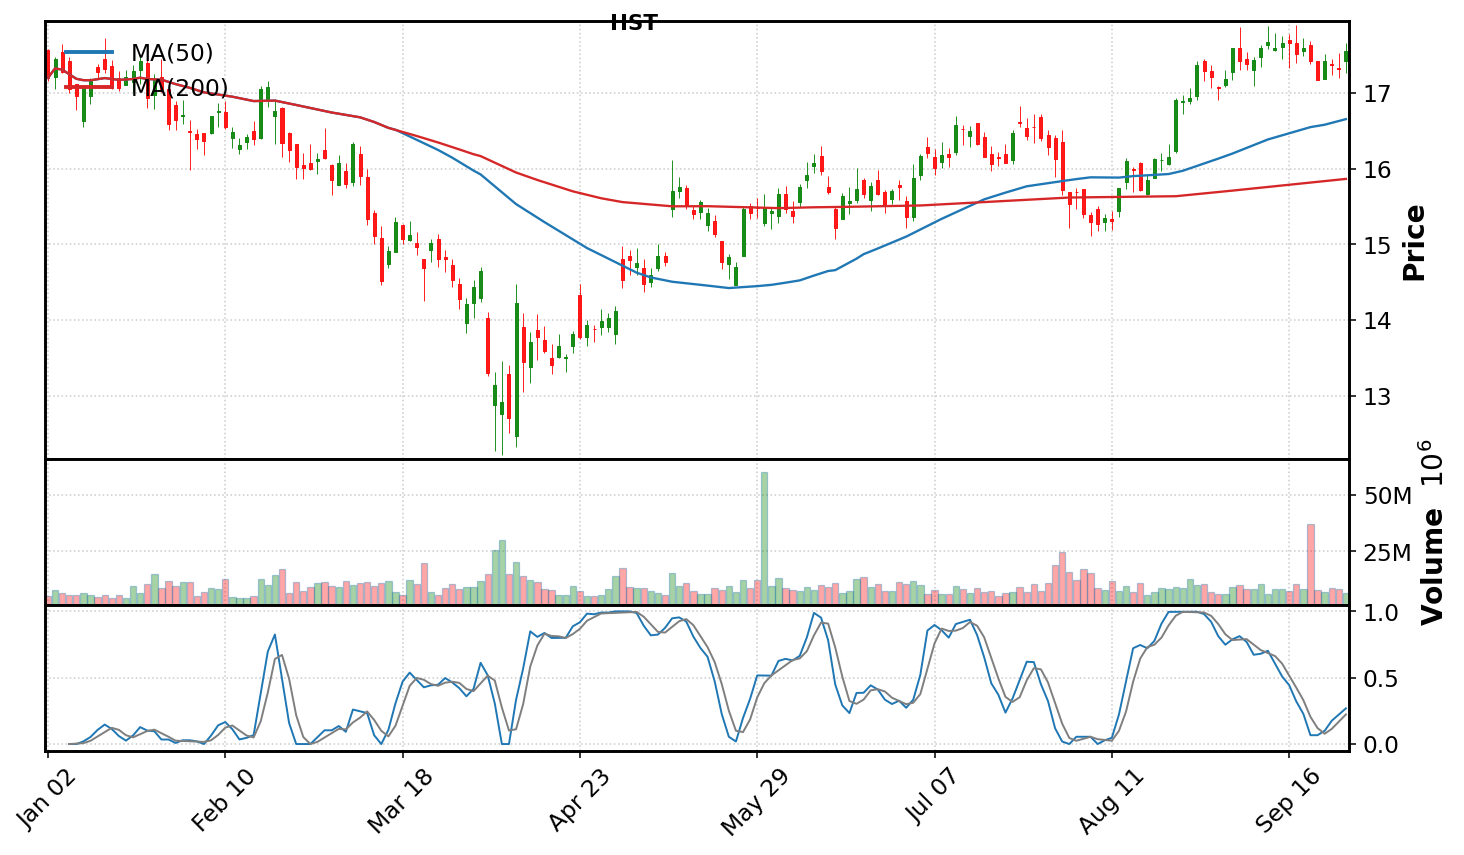 HST
MA(50)
MA(200)
17
16
15
14
13
Price
50M
25M
Volume 10^6
1.0
0.5
0.0
Jan 02
Feb 10
Mar 18
Apr 23
May 29
Jul 07
Aug 11
Sep 16